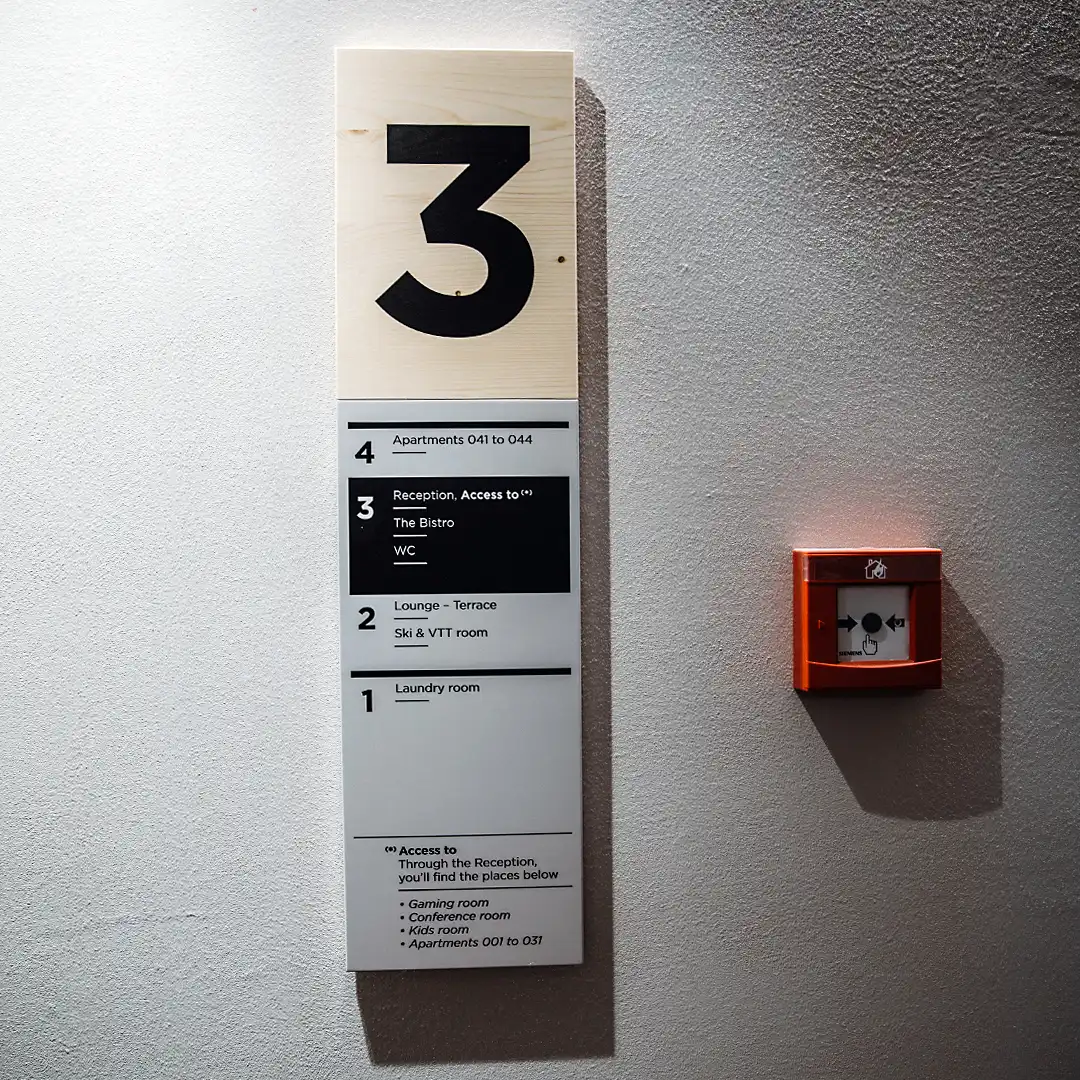 3
4 Apartments 041 to 044
3 Reception, Access to (*)
The Bistro
WC
2 Lounge – Terrace
Ski & VTT room
1 Laundry room
(*) Access to
Through the Reception,
you'll find the places below
• Gaming room
• Conference room
• Kids room
• Apartments 001 to 031
SIEMENS